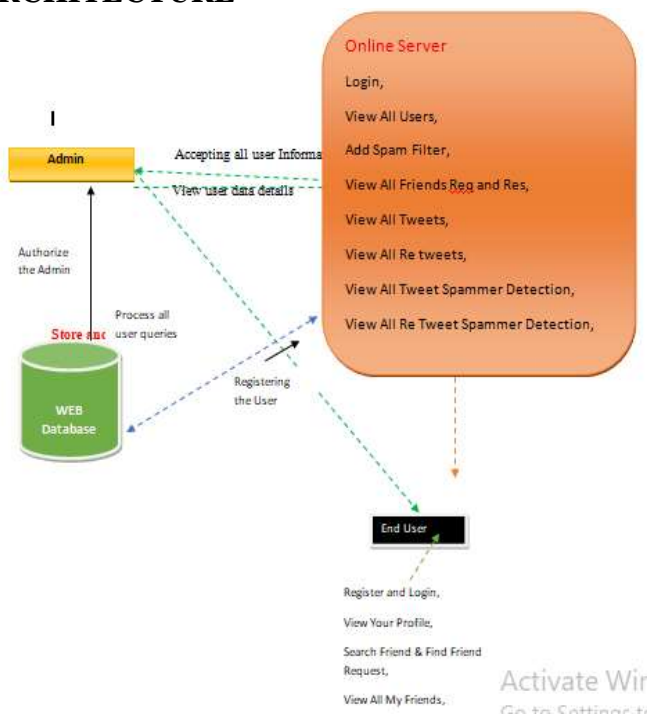 Online Server
Login,
View All Users,
Add Spam Filter,
View All Friends Req and Res,
View All Tweets,
View All Re tweets,
View All Tweet Spammer Detection,
View All Re Tweet Spammer Detection,
Admin
Accepting all user Informa
View user data details
Authorize
the Admin
Process all
user queries
Store and
WEB
Database
Registering
the User
End User
Register and Login,
View Your Profile,
Search Friend & Find Friend
Request,
View All My Friends,
Activate Win